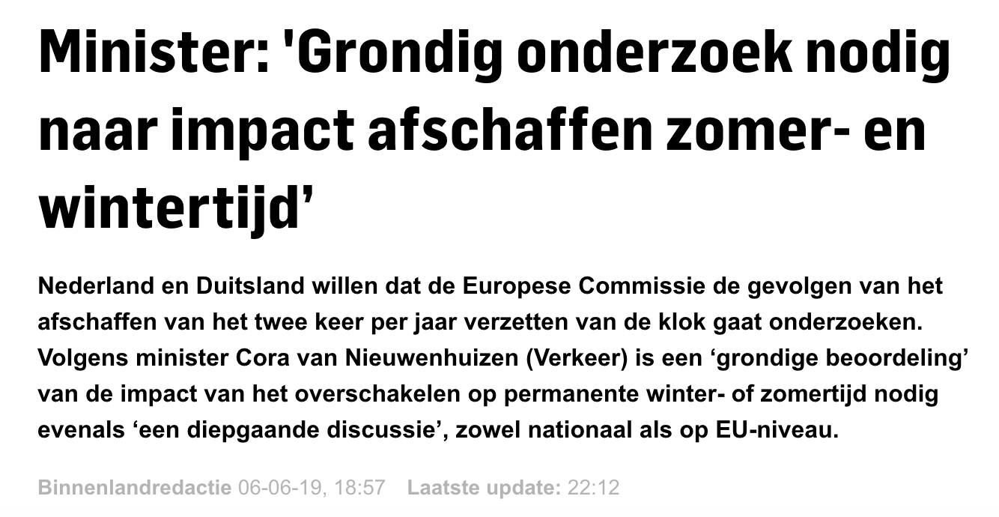 Minister: 'Grondig onderzoek nodig
naar impact afschaffen zomer- en
wintertijd’
Nederland en Duitsland willen dat de Europese Commissie de gevolgen van het
afschaffen van het twee keer per jaar verzetten van de klok gaat onderzoeken.
Volgens minister Cora van Nieuwenhuizen (Verkeer) is een ‘grondige beoordeling’
van de impact van het overschakelen op permanente winter- of zomertijd nodig
evenals ‘een diepgaande discussie’, zowel nationaal als op EU-niveau.
Binnenlandredactie 06-06-19, 18:57 Laatste update: 22:12